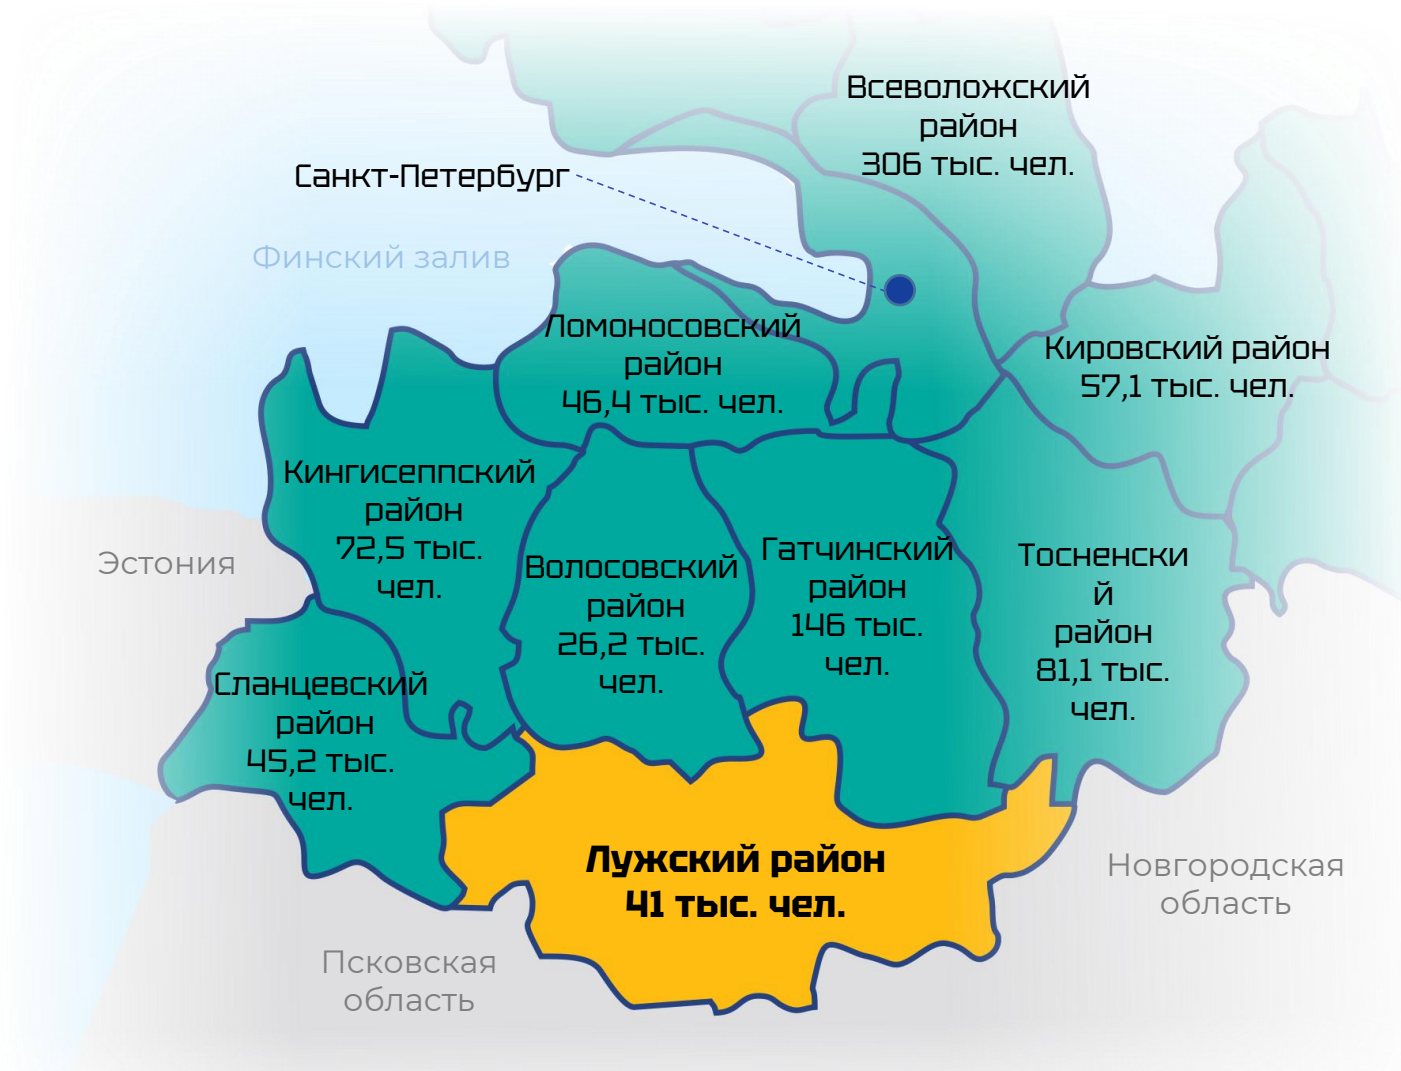 Всеволожский
район
306 тыс. чел.
Санкт-Петербург
Финский залив
Ломоносовский
район
46,4 тыс. чел.
Кировский район
57,1 тыс. чел.
Кингисеппский
район
72,5 тыс.
чел.
Эстония
Волосовский
район
26,2 тыс.
чел.
Гатчинский
район
146 тыс.
чел.
Тосненски
й
район
81,1 тыс.
чел.
Сланцевский
район
45,2 тыс.
чел.
Лужский район
41 тыс. чел.
Новгородская
область
Псковская
область